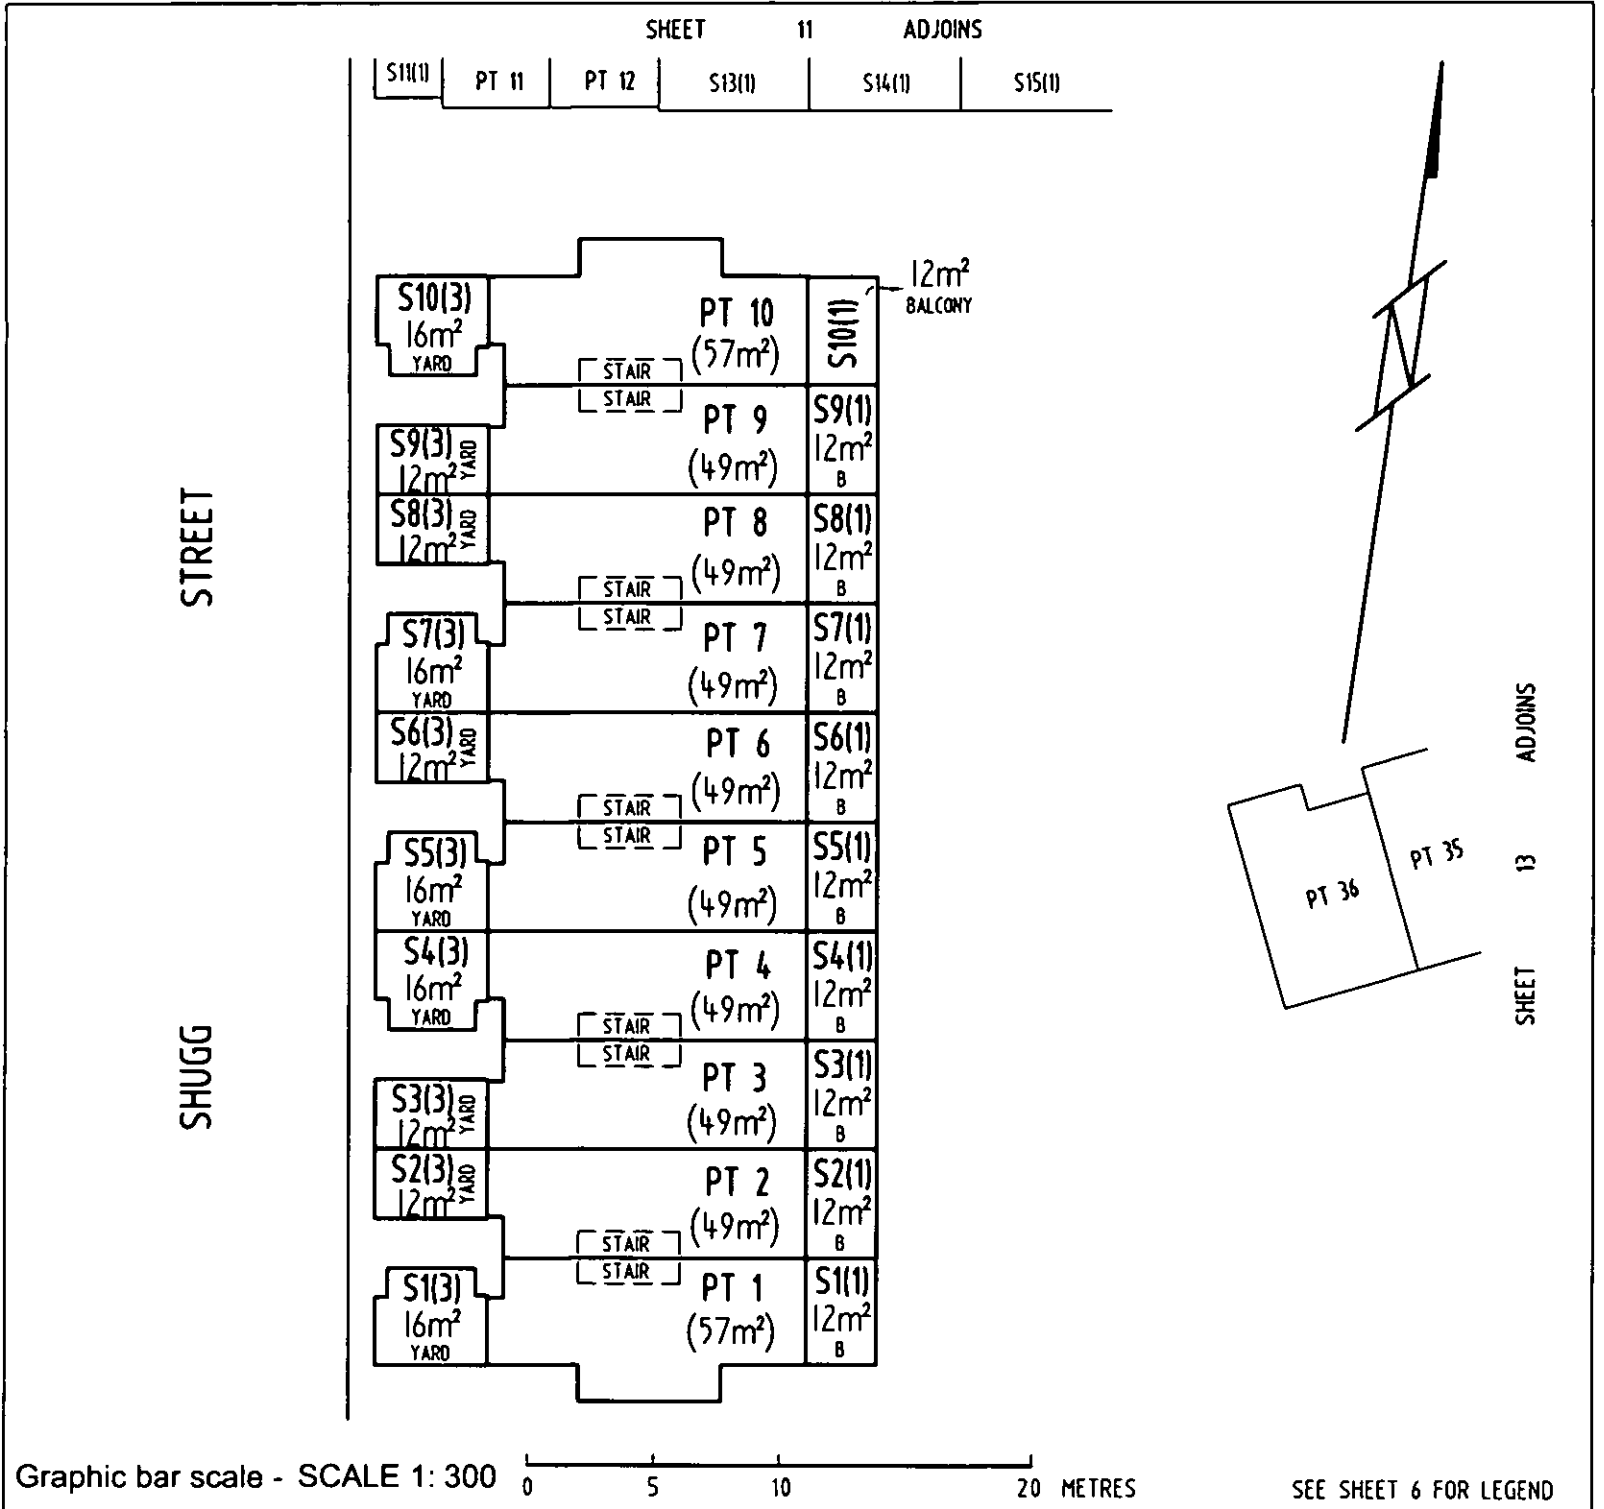 SHEET 11 ADJOINS
S11(1) PT 11 PT 12 S13(1) S14(1) S15(1)
S10(3)
16m²
YARD
PT 10
(57m²)
S10(1)
12m²
BALCONY
STAIR
STAIR
PT 9
(49m²)
S9(1)
12m²
B
S9(3)
12m²
YARD
S8(3)
12m²
YARD
PT 8
(49m²)
S8(1)
12m²
B
STAIR
STAIR
S7(3)
16m²
YARD
PT 7
(49m²)
S7(1)
12m²
B
S6(3)
12m²
YARD
PT 6
(49m²)
S6(1)
12m²
B
STAIR
STAIR
S5(3)
16m²
YARD
PT 5
(49m²)
S5(1)
12m²
B
S4(3)
16m²
YARD
PT 4
(49m²)
S4(1)
12m²
B
STAIR
STAIR
S3(3)
12m²
YARD
PT 3
(49m²)
S3(1)
12m²
B
S2(3)
12m²
YARD
PT 2
(49m²)
S2(1)
12m²
B
STAIR
STAIR
S1(3)
16m²
YARD
PT 1
(57m²)
S1(1)
12m²
B
SHUGG STREET
PT 36
PT 35
SHEET 13 ADJOINS
Graphic bar scale - SCALE 1: 300
0 5 10 20 METRES
SEE SHEET 6 FOR LEGEND